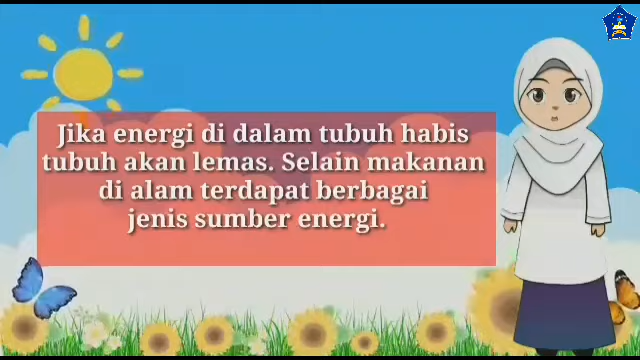 Jika energi di dalam tubuh habis
tubuh akan lemas. Selain makanan
di alam terdapat berbagai
jenis sumber energi.